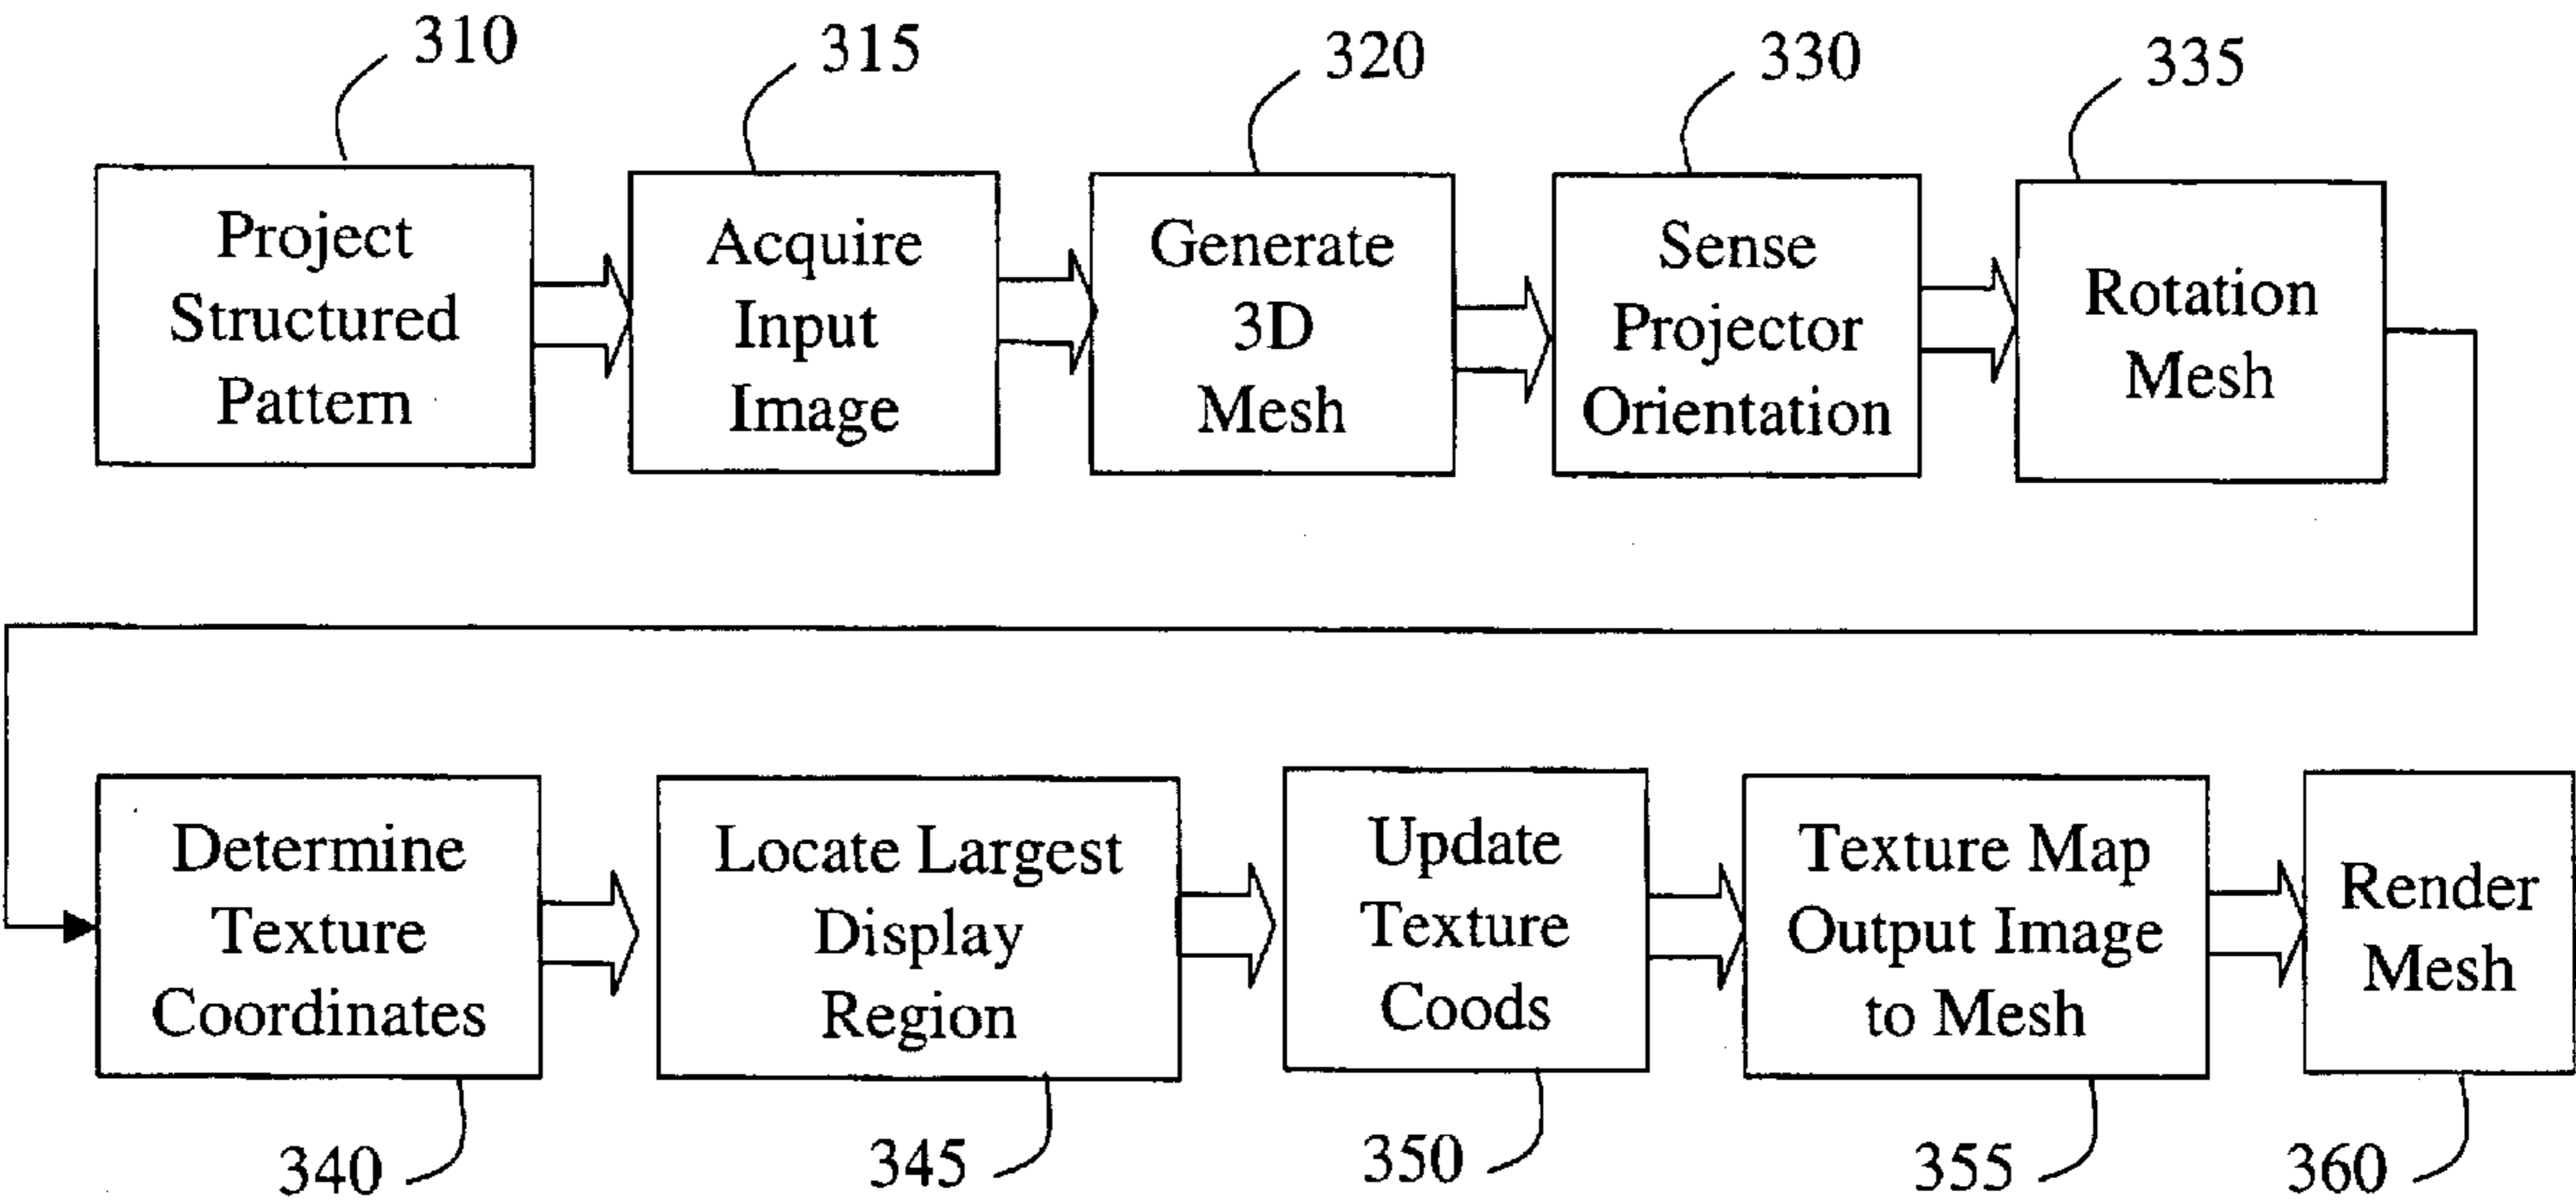 310
315
320
330
335
Project
Structured
Pattern
Acquire
Input
Image
Generate
3D
Mesh
Sense
Projector
Orientation
Rotation
Mesh
Determine
Texture
Coordinates
Locate Largest
Display
Region
Update
Texture
Coods
Texture Map
Output Image
to Mesh
Render
Mesh
340
345
350
355
360